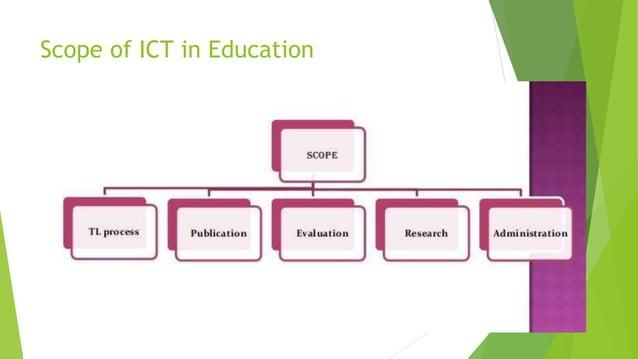 Scope of ICT in Education
SCOPE
TL process
Publication
Evaluation
Research
Administration